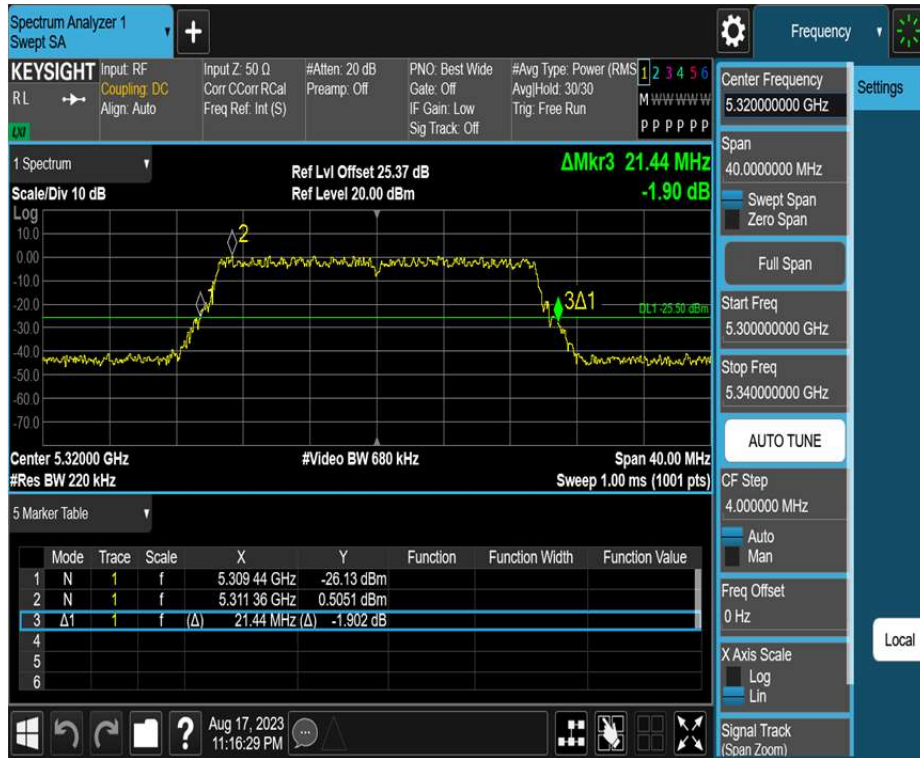 Spectrum Analyzer 1
Swept SA
+
Frequency
KEYSIGHT
RL
LXI
Input: RF
Coupling: DC
Align: Auto
Input Z: 50 Ω
Corr CCorr RCal
Freq Ref: Int (S)
#Atten: 20 dB
Preamp: Off
PNO: Best Wide
Gate: Off
IF Gain: Low
Sig Track: Off
#Avg Type: Power (RMS
Avg|Hold: 30/30
Trig: Free Run
1 2 3 4 5 6
M W W W W W
P P P P P P
1 Spectrum
Scale/Div 10 dB
Ref Lvl Offset 25.37 dB
Ref Level 20.00 dBm
ΔMkr3 21.44 MHz
-1.90 dB
Log
10.0
0.00
-10.0
-20.0
-30.0
-40.0
-50.0
-60.0
-70.0
2
1
3Δ1
DL1 -25.50 dBm
Center 5.32000 GHz
#Res BW 220 kHz
#Video BW 680 kHz
Span 40.00 MHz
Sweep 1.00 ms (1001 pts)
5 Marker Table
Mode Trace Scale X Y Function Function Width Function Value
1 N 1 f 5.309 44 GHz -26.13 dBm
2 N 1 f 5.311 36 GHz 0.5051 dBm
3 Δ1 1 f (Δ) 21.44 MHz (Δ) -1.902 dB
4
5
6
?
Aug 17, 2023
11:16:29 PM
Center Frequency
5.320000000 GHz
Span
40.0000000 MHz
Swept Span
Zero Span
Full Span
Start Freq
5.300000000 GHz
Stop Freq
5.340000000 GHz
AUTO TUNE
CF Step
4.000000 MHz
Auto
Man
Freq Offset
0 Hz
X Axis Scale
Log
Lin
Signal Track
(Span Zoom)
Settings
Local